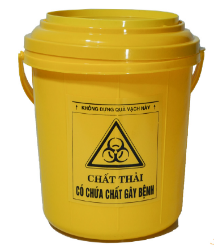 KHÔNG ĐỰNG QUÁ VẠCH NÀY
CHẤT THẢI
CÓ CHỨA CHẤT GÂY BỆNH